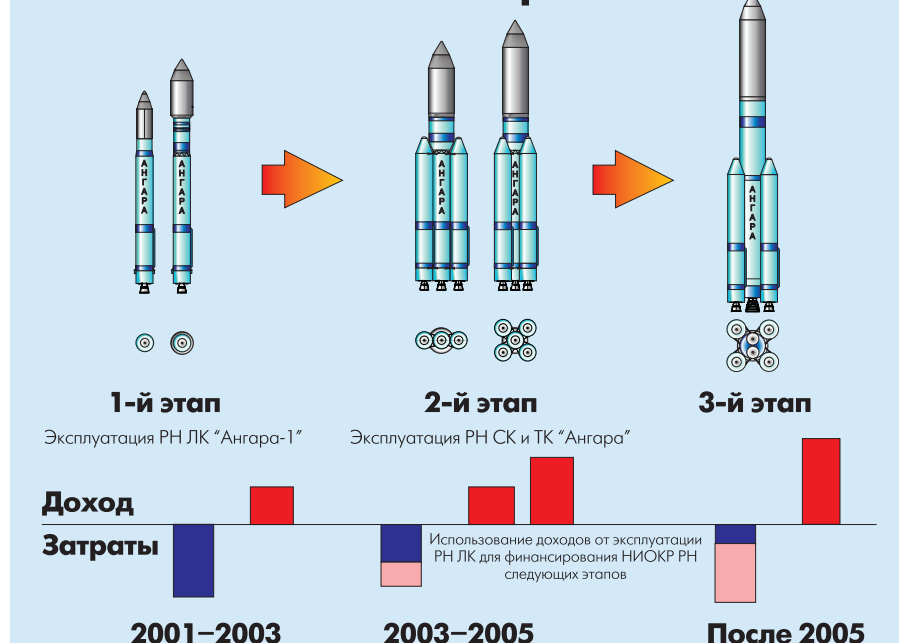 АНГАРА
АНГАРА
АНГАРА
АНГАРА
АНГАРА
1-й этап
2-й этап
3-й этап
Эксплуатация РН ЛК “Ангара-1”
Эксплуатация РН СК и ТК “Ангара”
Доход
Затраты
Использование доходов от эксплуатации
РН ЛК для финансирования НИОКР РН
следующих этапов
2001–2003
2003–2005
После 2005